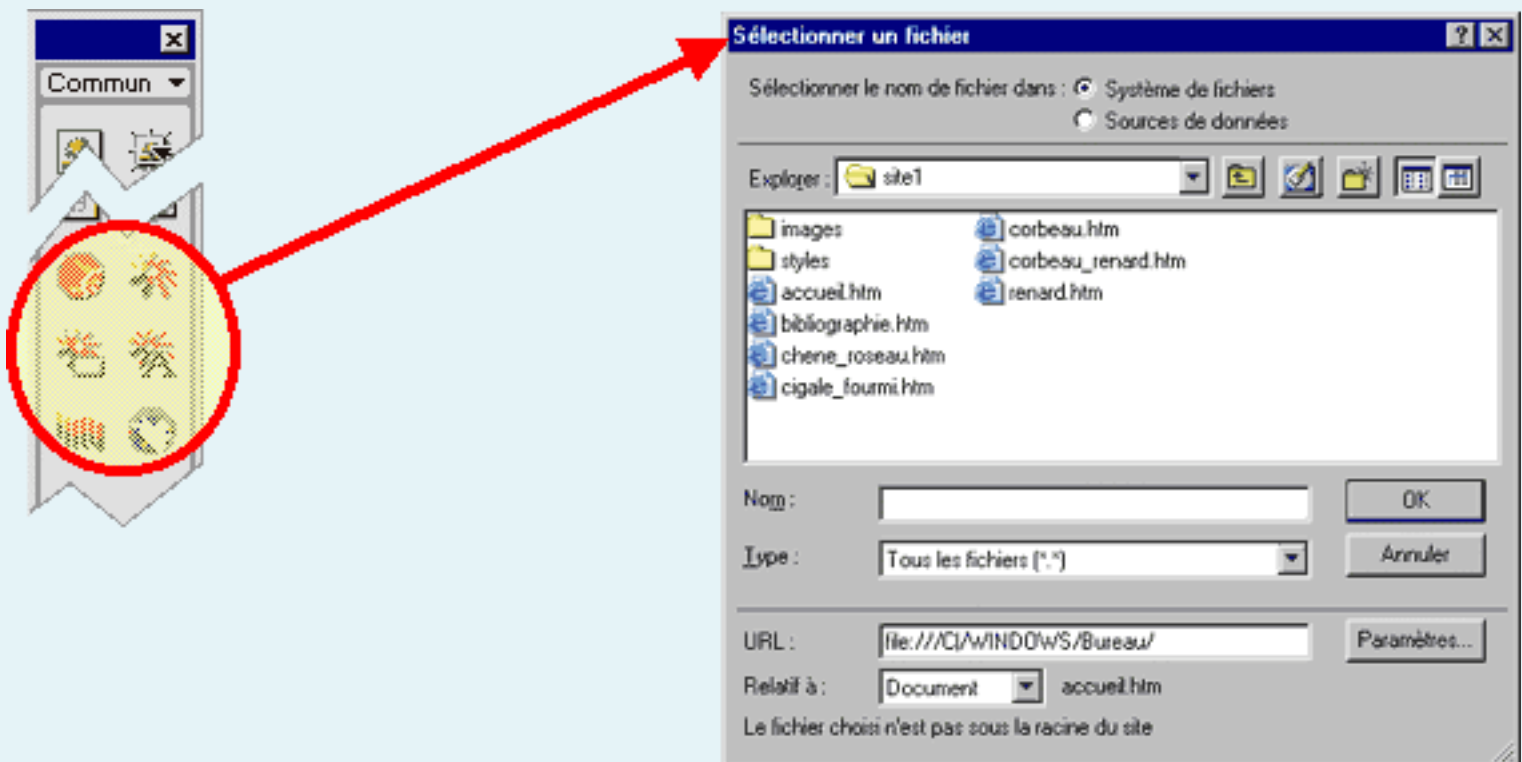 Commun
Sélectionner un fichier
Sélectionner le nom de fichier dans : Système de fichiers
Sources de données
Explorer : site1
images
styles
accueil.htm
bibliographie.htm
chene_roseau.htm
cigale_fourmi.htm
corbeau.htm
corbeau_renard.htm
renard.htm
Nom :
OK
Type : Tous les fichiers (*.*)
Annuler
URL : file:///C|/WINDOWS/Bureau/
Paramètres...
Relatif à : Document accueil.htm
Le fichier choisi n'est pas sous la racine du site